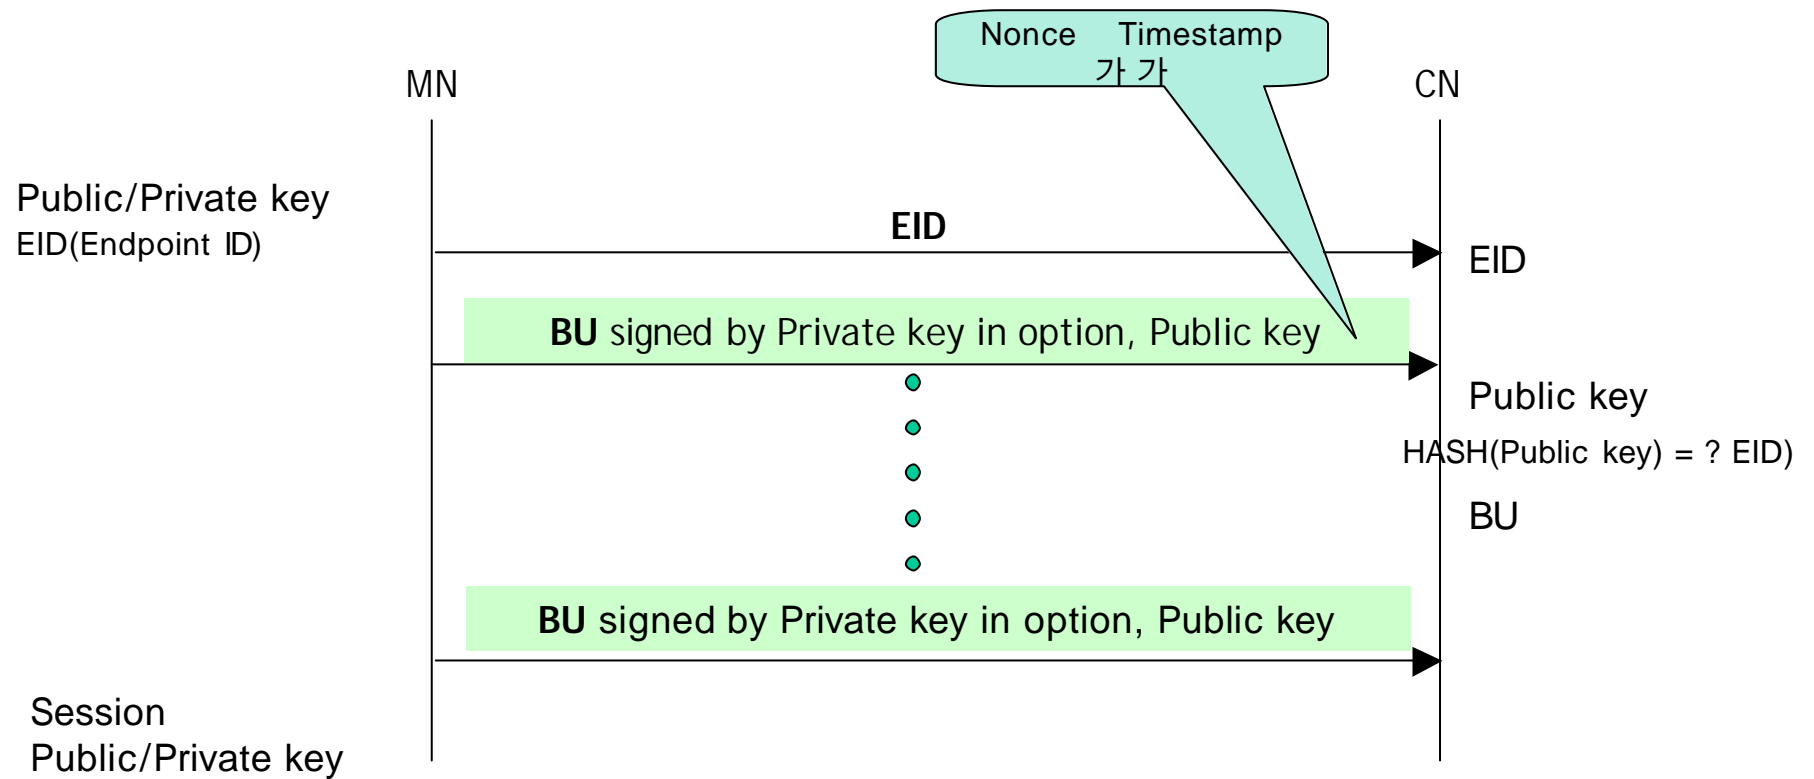 Nonce Timestamp
가 가
MN
CN
Public/Private key
EID(Endpoint ID)
EID
EID
BU signed by Private key in option, Public key
Public key
HASH(Public key) = ? EID)
BU
BU signed by Private key in option, Public key
Session
Public/Private key